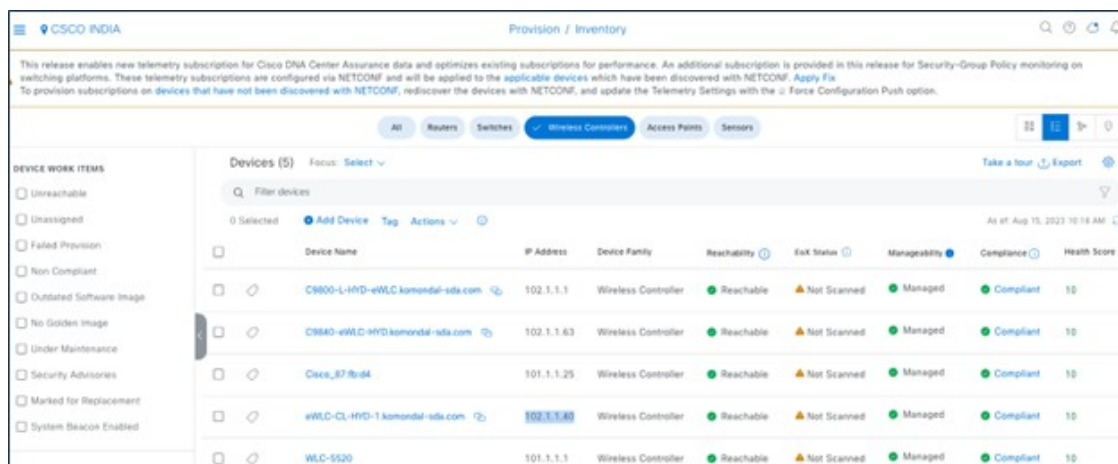 CSCO INDIA
Provision / Inventory
This release enables new telemetry subscription for Cisco DNA Center Assurance data and optimizes existing subscriptions for performance. An additional subscription is provided in this release for Security-Group Policy monitoring on
switching platforms. These telemetry subscriptions are configured via NETCONF and will be applied to the applicable devices which have been discovered with NETCONF. Apply Fix
To provision subscriptions on devices that have not been discovered with NETCONF, rediscover the devices with NETCONF, and update the Telemetry Settings with the Force Configuration Push option.
All Routers Switches Wireless Controllers Access Points Sensors
DEVICE WORK ITEMS
Unreachable
Unassigned
Failed Provision
Non Compliant
Outdated Software Image
No Golden Image
Under Maintenance
Security Advisories
Marked for Replacement
System Beacon Enabled
Devices (5) Focus: Select Take a tour Export
Filter devices
0 Selected Add Device Tag Actions As of: Aug 15, 2023 10:18 AM
Device Name IP Address Device Family Reachability EoX Status Manageability Compliance Health Score
C9800-L-HYD-eWLC.komondal-sda.com 102.1.1.1 Wireless Controller Reachable Not Scanned Managed Compliant 10
C9840-eWLC-HYD.komondal-sda.com 102.1.1.63 Wireless Controller Reachable Not Scanned Managed Compliant 10
Cisco_87:fb:d4 101.1.1.25 Wireless Controller Reachable Not Scanned Managed Compliant 10
eWLC-CL-HYD-1.komondal-sda.com 102.1.1.40 Wireless Controller Reachable Not Scanned Managed Compliant 10
WLC-5520 101.1.1.1 Wireless Controller Reachable Not Scanned Managed Compliant 10